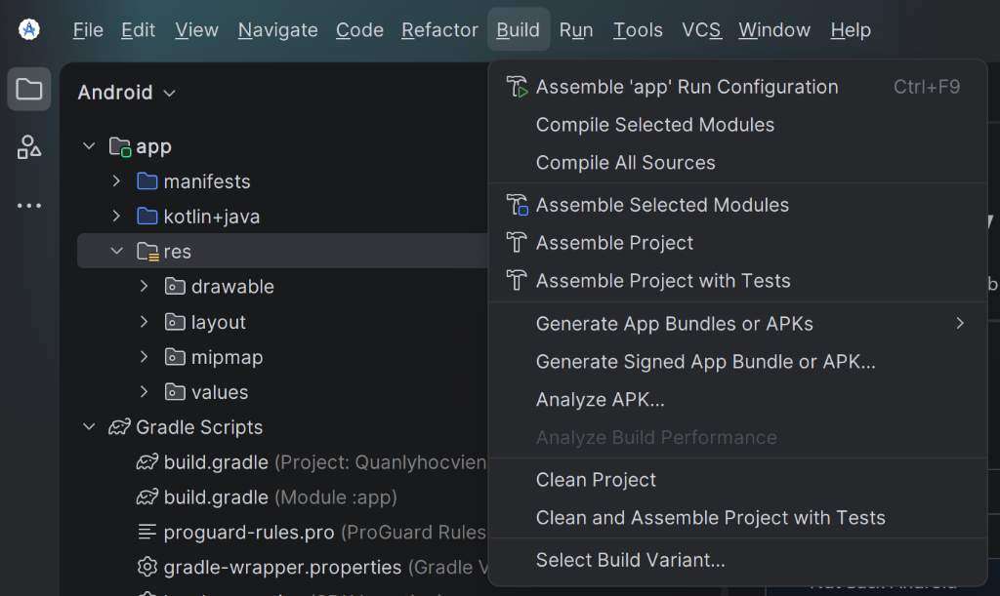 File Edit View Navigate Code Refactor Build Run Tools VCS Window Help
Android
app
manifests
kotlin+java
res
drawable
layout
mipmap
values
Gradle Scripts
build.gradle (Project: Quanlyhocvien
build.gradle (Module :app)
proguard-rules.pro (ProGuard Rules
gradle-wrapper.properties (Gradle V
Assemble 'app' Run Configuration Ctrl+F9
Compile Selected Modules
Compile All Sources
Assemble Selected Modules
Assemble Project
Assemble Project with Tests
Generate App Bundles or APKs
Generate Signed App Bundle or APK...
Analyze APK...
Analyze Build Performance
Clean Project
Clean and Assemble Project with Tests
Select Build Variant...